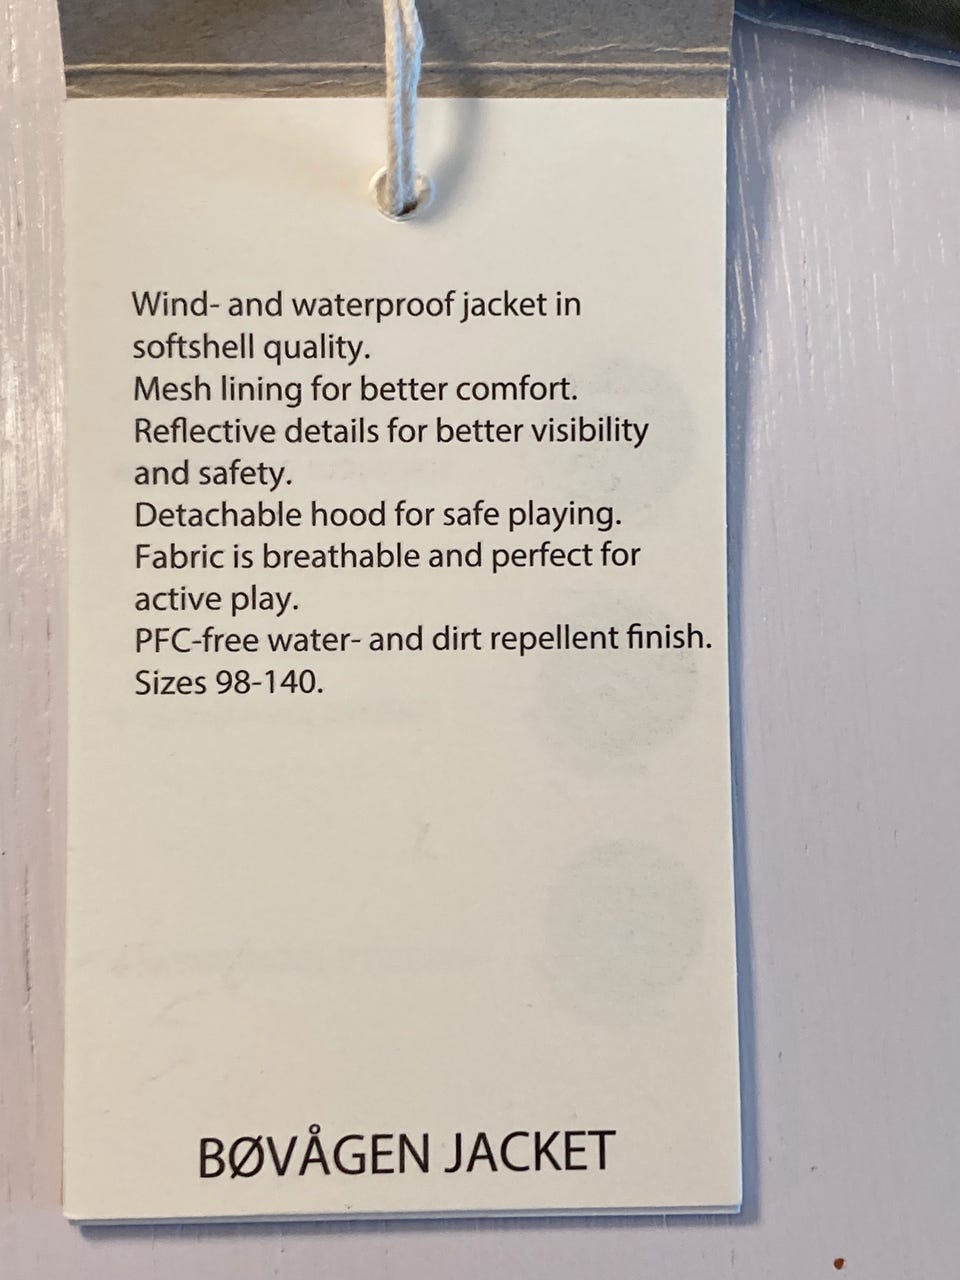 Wind- and waterproof jacket in
softshell quality.
Mesh lining for better comfort.
Reflective details for better visibility
and safety.
Detachable hood for safe playing.
Fabric is breathable and perfect for
active play.
PFC-free water- and dirt repellent finish.
Sizes 98-140.
BØVÅGEN JACKET